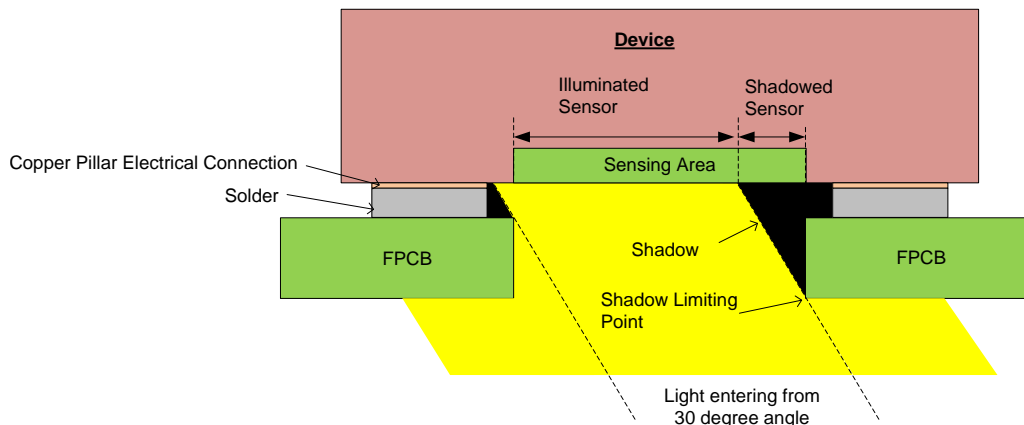 Device
Illuminated
Sensor
Shadowed
Sensor
Copper Pillar Electrical Connection
Sensing Area
Solder
FPCB
Shadow
FPCB
Shadow Limiting
Point
Light entering from
30 degree angle